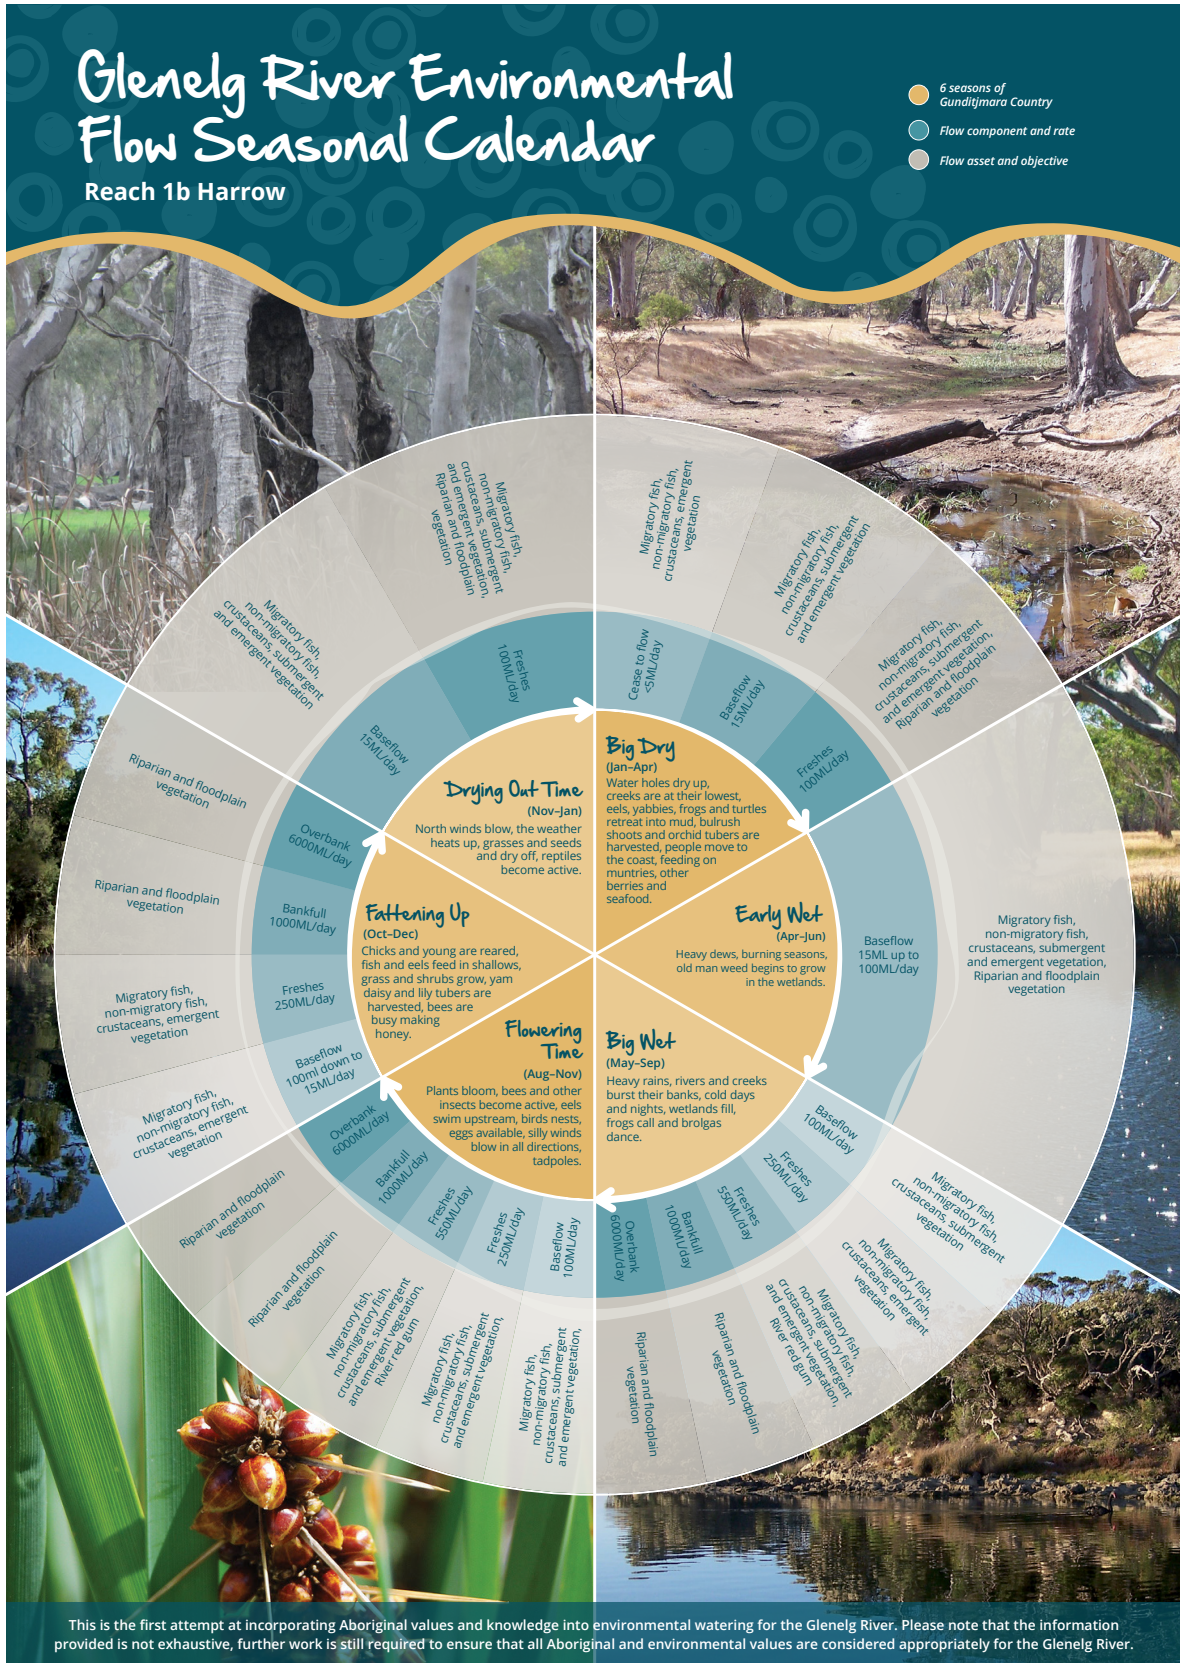 Glenelg River Environmental
Flow Seasonal Calendar
Reach 1b Harrow
6 seasons of
Gunditjmara Country
Flow component and rate
Flow asset and objective
Big Dry
(Jan–Apr)
Water holes dry up,
creeks are at their lowest,
eels, yabbies, frogs and turtles
retreat into mud, bulrush
shoots and orchid tubers are
harvested, people move to
the coast, feeding on
muntries, other
berries and
seafood.
Cease to flow
<5ML/day
Migratory fish,
non-migratory fish,
crustaceans, emergent
vegetation
Baseflow
15ML/day
Migratory fish,
non-migratory fish,
crustaceans, submergent
and emergent vegetation
Freshes
100ML/day
Migratory fish,
non-migratory fish,
crustaceans, submergent
and emergent vegetation,
Riparian and floodplain
vegetation
Early Wet
(Apr–Jun)
Heavy dews, burning seasons,
old man weed begins to grow
in the wetlands.
Baseflow
15ML up to
100ML/day
Migratory fish,
non-migratory fish,
crustaceans, submergent
and emergent vegetation,
Riparian and floodplain
vegetation
Big Wet
(May–Sep)
Heavy rains, rivers and creeks
burst their banks, cold days
and nights, wetlands fill,
frogs call and brolgas
dance.
Baseflow
100ML/day
Migratory fish,
non-migratory fish,
crustaceans, submergent
vegetation
Freshes
250ML/day
Migratory fish,
non-migratory fish,
crustaceans, emergent
vegetation
Freshes
550ML/day
Migratory fish,
non-migratory fish,
crustaceans, submergent
and emergent vegetation,
River red gum
Bankfull
1000ML/day
Riparian and floodplain
vegetation
Overbank
6000ML/day
Riparian and floodplain
vegetation
Flowering
Time
(Aug–Nov)
Plants bloom, bees and other
insects become active, eels
swim upstream, birds nests,
eggs available, silly winds
blow in all directions,
tadpoles.
Baseflow
100ML/day
Migratory fish,
non-migratory fish,
crustaceans, submergent
and emergent vegetation,
Freshes
250ML/day
Migratory fish,
non-migratory fish,
crustaceans, submergent
and emergent vegetation,
Freshes
550ML/day
Migratory fish,
non-migratory fish,
crustaceans, submergent
and emergent vegetation,
River red gum
Bankfull
1000ML/day
Riparian and floodplain
vegetation
Overbank
6000ML/day
Riparian and floodplain
vegetation
Fattening Up
(Oct–Dec)
Chicks and young are reared,
fish and eels feed in shallows,
grass and shrubs grow, yam
daisy and lily tubers are
harvested, bees are
busy making
honey.
Baseflow
100ml down to
15ML/day
Migratory fish,
non-migratory fish,
crustaceans, emergent
vegetation
Freshes
250ML/day
Migratory fish,
non-migratory fish,
crustaceans, emergent
vegetation
Bankfull
1000ML/day
Riparian and floodplain
vegetation
Overbank
6000ML/day
Riparian and floodplain
vegetation
Drying Out Time
(Nov–Jan)
North winds blow, the weather
heats up, grasses and seeds
and dry off, reptiles
become active.
Baseflow
15ML/day
Migratory fish,
non-migratory fish,
crustaceans, submergent
and emergent vegetation
Freshes
100ML/day
Migratory fish,
non-migratory fish,
crustaceans, submergent
and emergent vegetation,
Riparian and floodplain
vegetation
This is the first attempt at incorporating Aboriginal values and knowledge into environmental watering for the Glenelg River. Please note that the information
provided is not exhaustive, further work is still required to ensure that all Aboriginal and environmental values are considered appropriately for the Glenelg River.